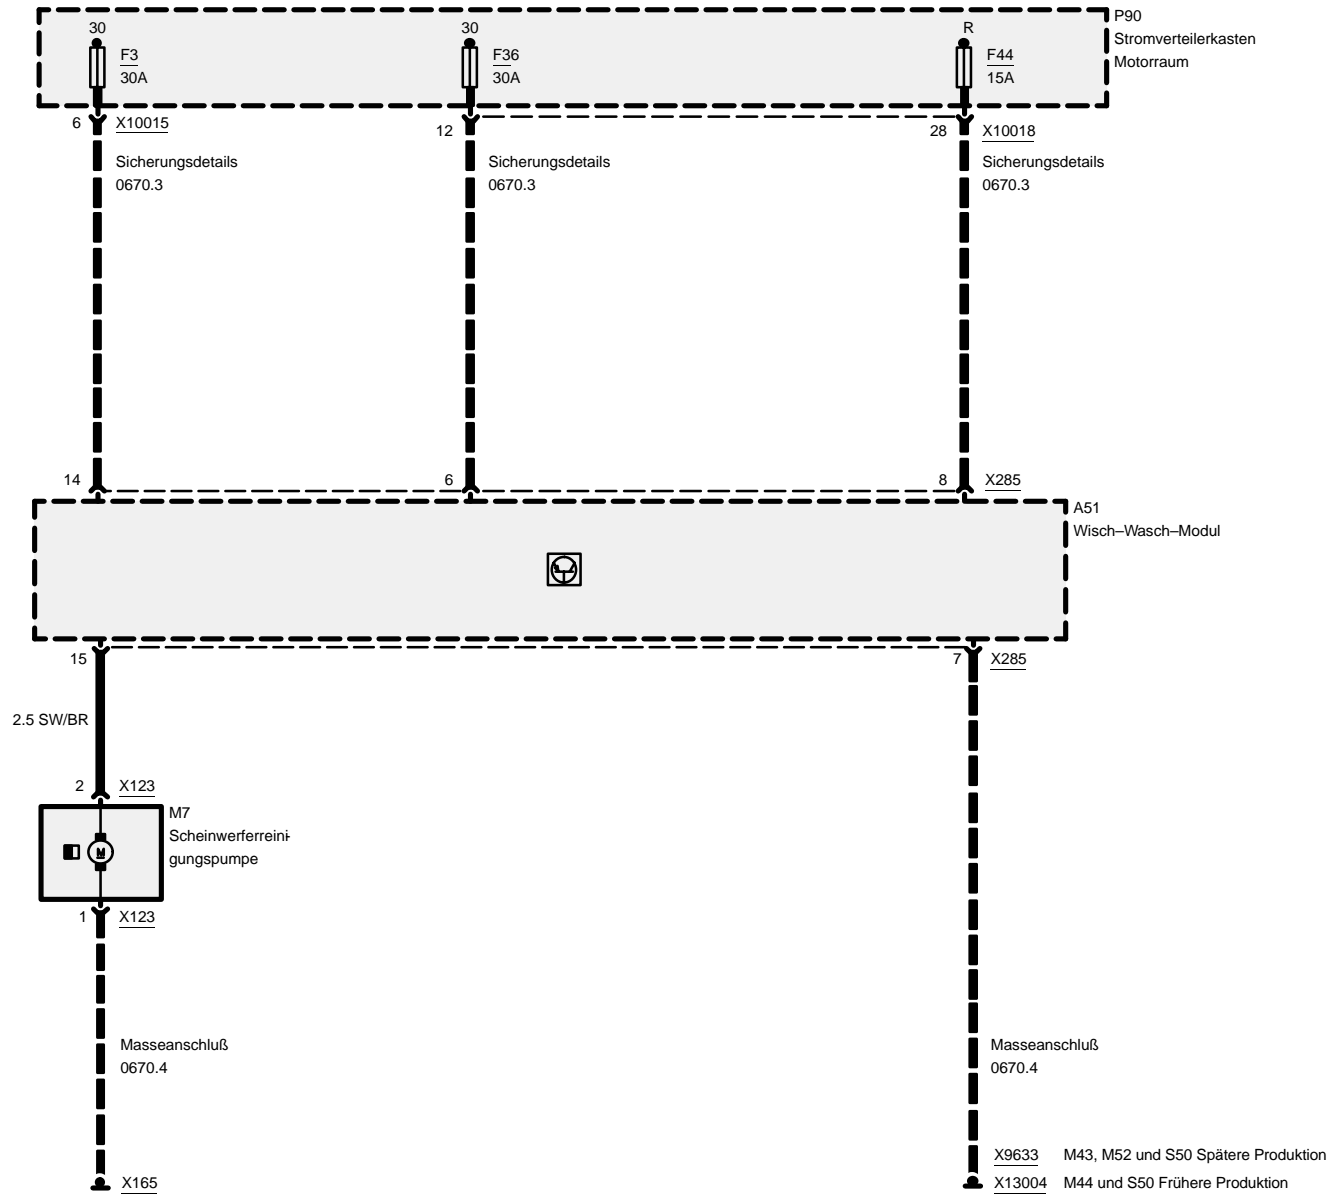 P90
Stromverteilerkasten
Motorraum
30
F3
30A
30
F36
30A
R
F44
15A
6 X10015
12
28 X10018
Sicherungsdetails
0670.3
Sicherungsdetails
0670.3
Sicherungsdetails
0670.3
14
6
8 X285
A51
Wisch–Wasch–Modul
15
7 X285
2.5 SW/BR
2 X123
M7
Scheinwerferreini-
gungspumpe
M
1 X123
Masseanschluß
0670.4
Masseanschluß
0670.4
X9633 M43, M52 und S50 Spätere Produktion
X165
X13004 M44 und S50 Frühere Produktion